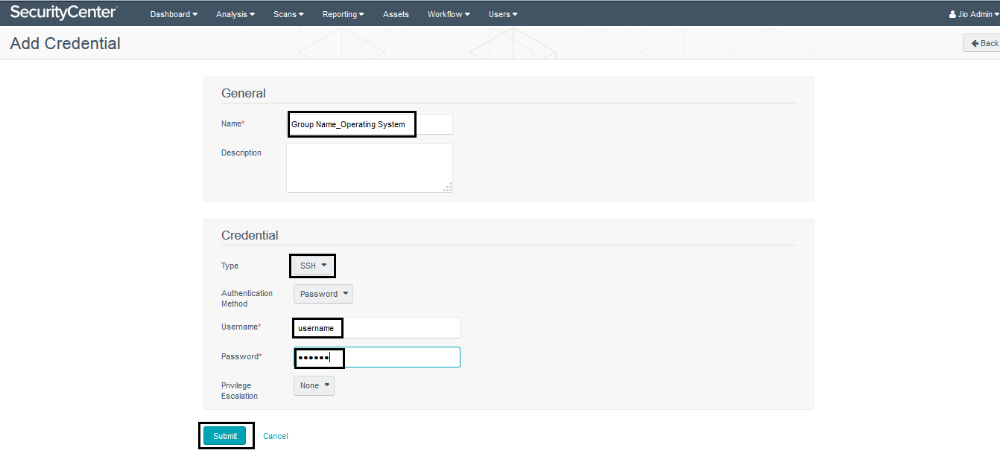 SecurityCenter™
Dashboard Analysis Scans Reporting Assets Workflow Users Jio Admin
Add Credential
Back
General
Name*
Group Name_Operating System
Description
Credential
Type
SSH
Authentication
Method
Password
Username*
username
Password*
••••••
Privilege
Escalation
None
Submit Cancel